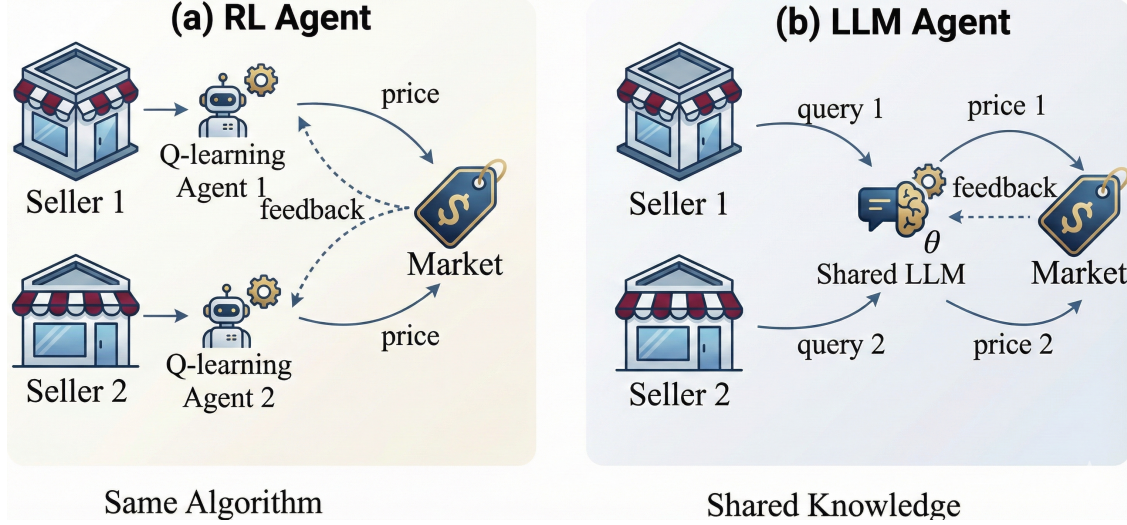 (a) RL Agent
price
Q-learning
Agent 1
Seller 1
feedback
Market
price
Q-learning
Agent 2
Seller 2
Same Algorithm
(b) LLM Agent
query 1
price 1
Seller 1
feedback
$
θ
Shared LLM
Market
query 2
price 2
Seller 2
Shared Knowledge